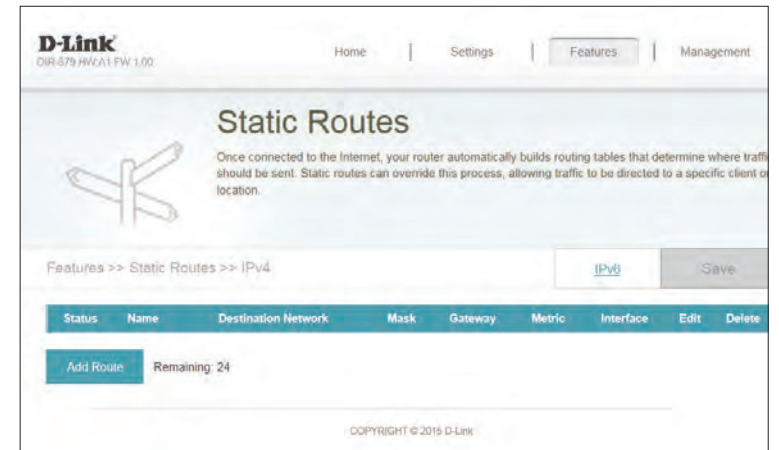 D-Link
DIR-879 HW:A1 FW:1.00
Home | Settings | Features | Management
Static Routes
Once connected to the Internet, your router automatically builds routing tables that determine where traffi
should be sent. Static routes can override this process, allowing traffic to be directed to a specific client or
location.
Features >> Static Routes >> IPv4
IPv6
Save
Status Name Destination Network Mask Gateway Metric Interface Edit Delete
Add Route Remaining: 24
COPYRIGHT © 2015 D-Link